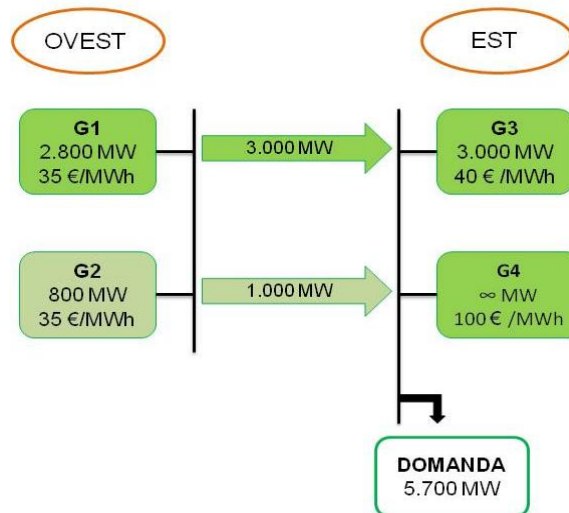 OVEST
EST
G1
2.800 MW
35 €/MWh
3.000 MW
G3
3.000 MW
40 € /MWh
G2
800 MW
35 €/MWh
1.000 MW
G4
∞ MW
100 € /MWh
DOMANDA
5.700 MW